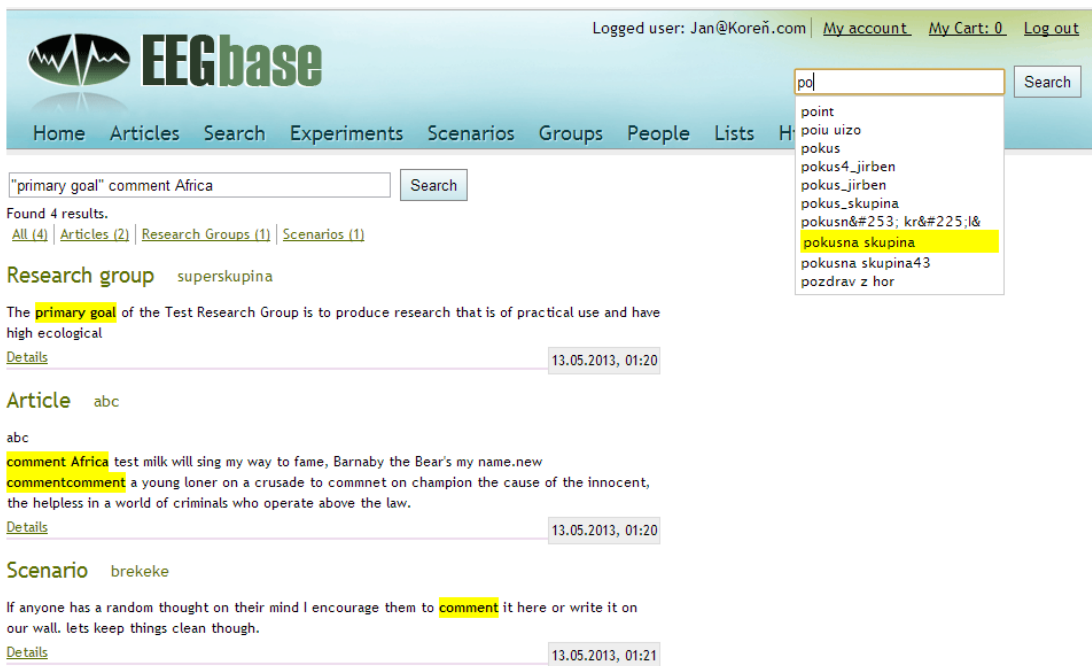 Logged user: Jan@Koreň.com My account My Cart: 0 Log out
EEGbase
po Search
Home Articles Search Experiments Scenarios Groups People Lists H
point
poiu uizo
pokus
pokus4_jirben
pokus_jirben
pokus_skupina
pokusn&#253; kr&#225;l&
pokusna skupina
pokusna skupina43
pozdrav z hor
"primary goal" comment Africa Search
Found 4 results.
All (4) Articles (2) Research Groups (1) Scenarios (1)
Research group superskupina
The primary goal of the Test Research Group is to produce research that is of practical use and have
high ecological
Details 13.05.2013, 01:20
Article abc
abc
comment Africa test milk will sing my way to fame, Barnaby the Bear's my name.new
commentcomment a young loner on a crusade to commnet on champion the cause of the innocent,
the helpless in a world of criminals who operate above the law.
Details 13.05.2013, 01:20
Scenario brekeke
If anyone has a random thought on their mind I encourage them to comment it here or write it on
our wall. lets keep things clean though.
Details 13.05.2013, 01:21